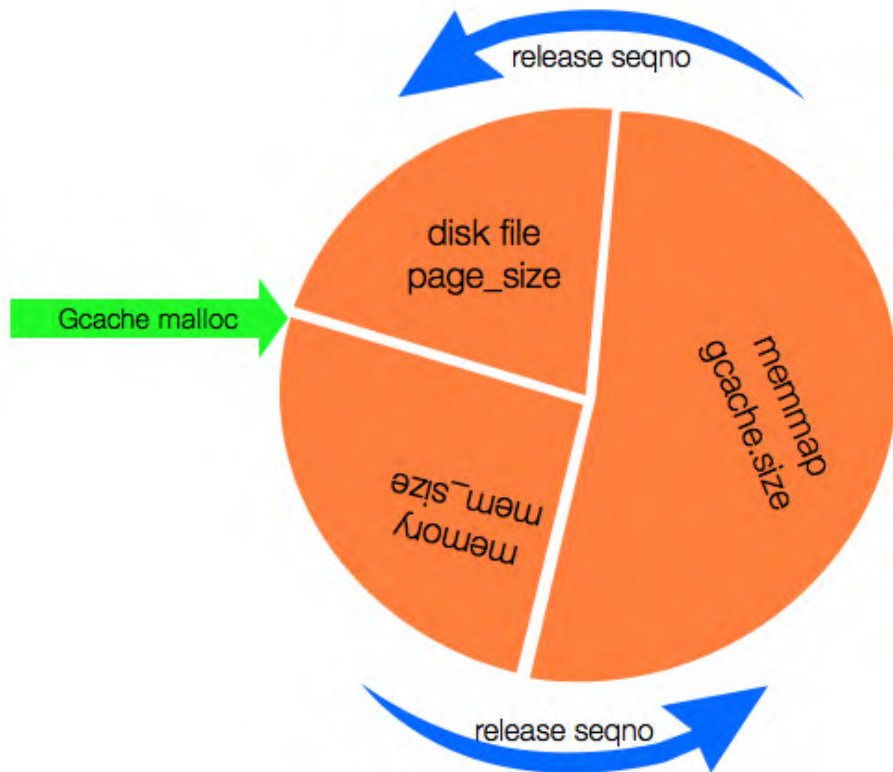 release seqno
disk file
page_size
Gcache malloc
memmap
gcache.size
memory
mem_size
release seqno